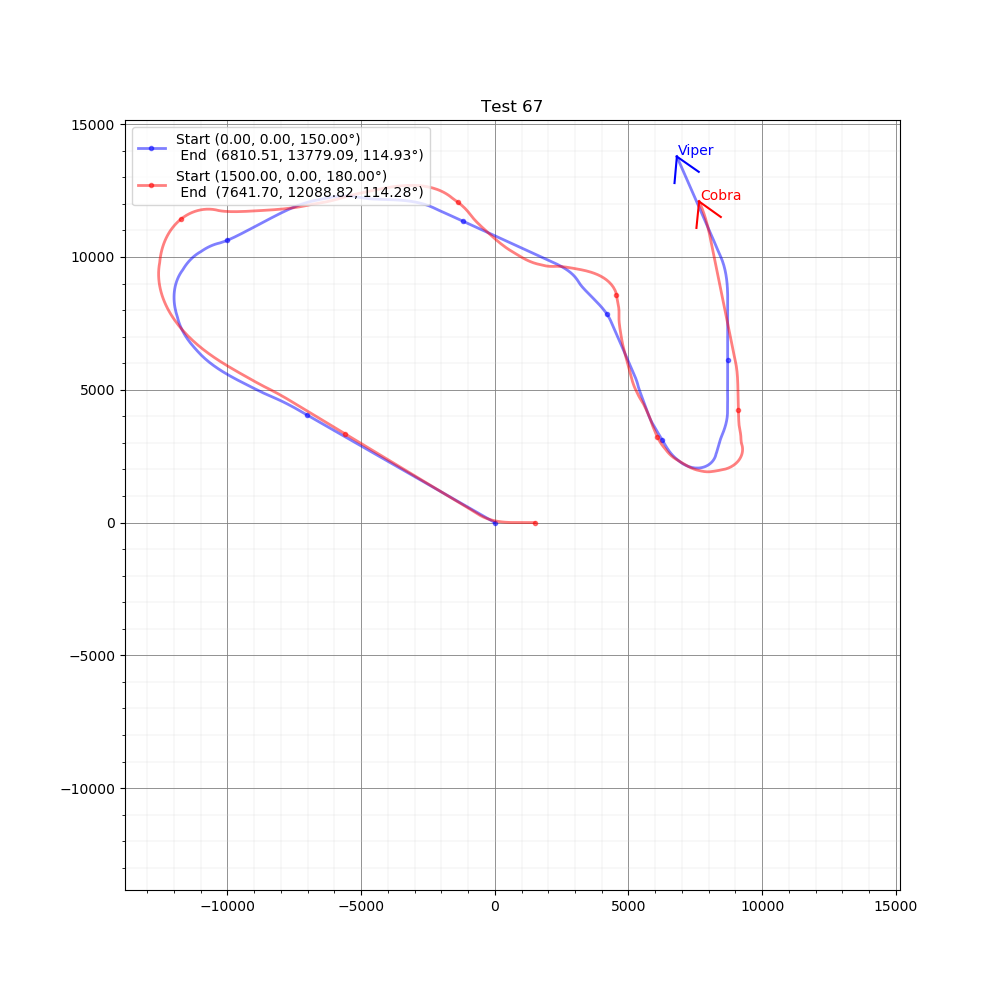 Test 67
15000
10000
5000
0
−5000
−10000
Start (0.00, 0.00, 150.00°)
End  (6810.51, 13779.09, 114.93°)
Start (1500.00, 0.00, 180.00°)
End  (7641.70, 12088.82, 114.28°)
Viper
Cobra
−10000 −5000 0 5000 10000 15000